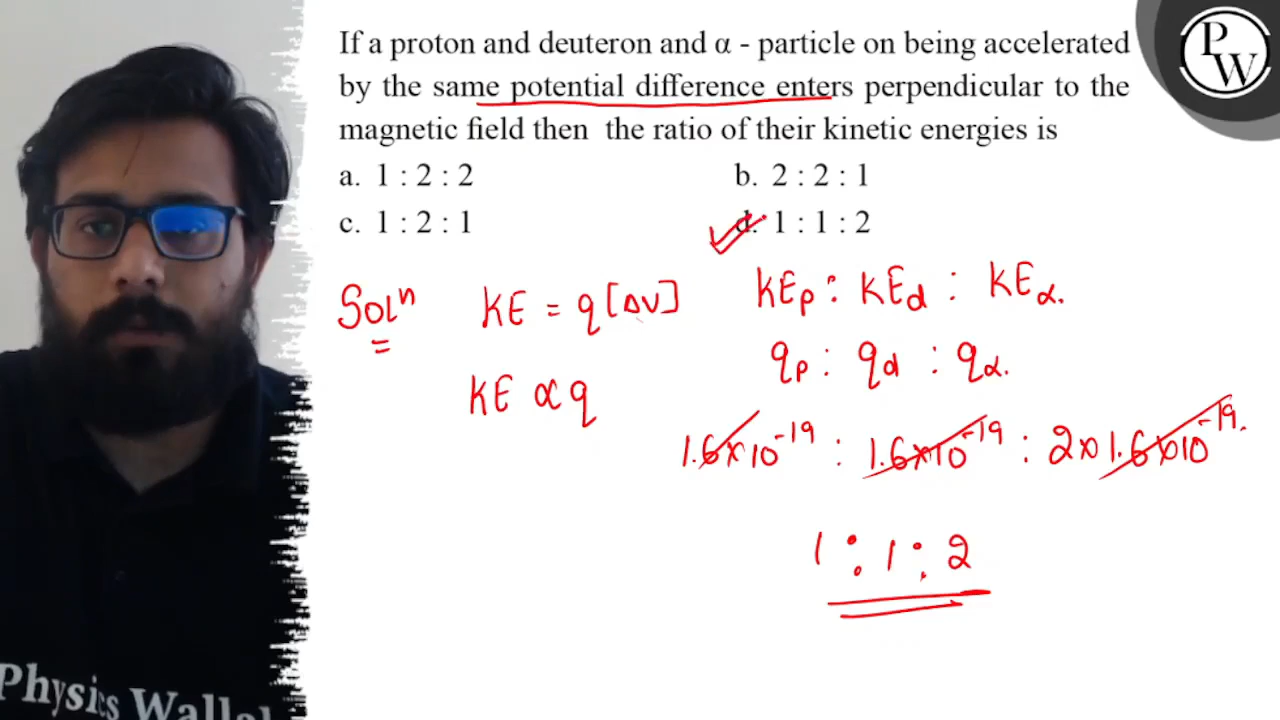 If a proton and deuteron and α - particle on being accelerated
by the same potential difference enters perpendicular to the
magnetic field then the ratio of their kinetic energies is
a. 1 : 2 : 2
b. 2 : 2 : 1
c. 1 : 2 : 1
d. 1 : 1 : 2
Solⁿ
KE = q[ΔV]
KE ∝ q
KEp : KEd : KEα.
qp : qd : qα.
1.6×10⁻¹⁹ : 1.6×10⁻¹⁹ : 2×1.6×10⁻¹⁹.
1 : 1 : 2
PW
Physics Wallah